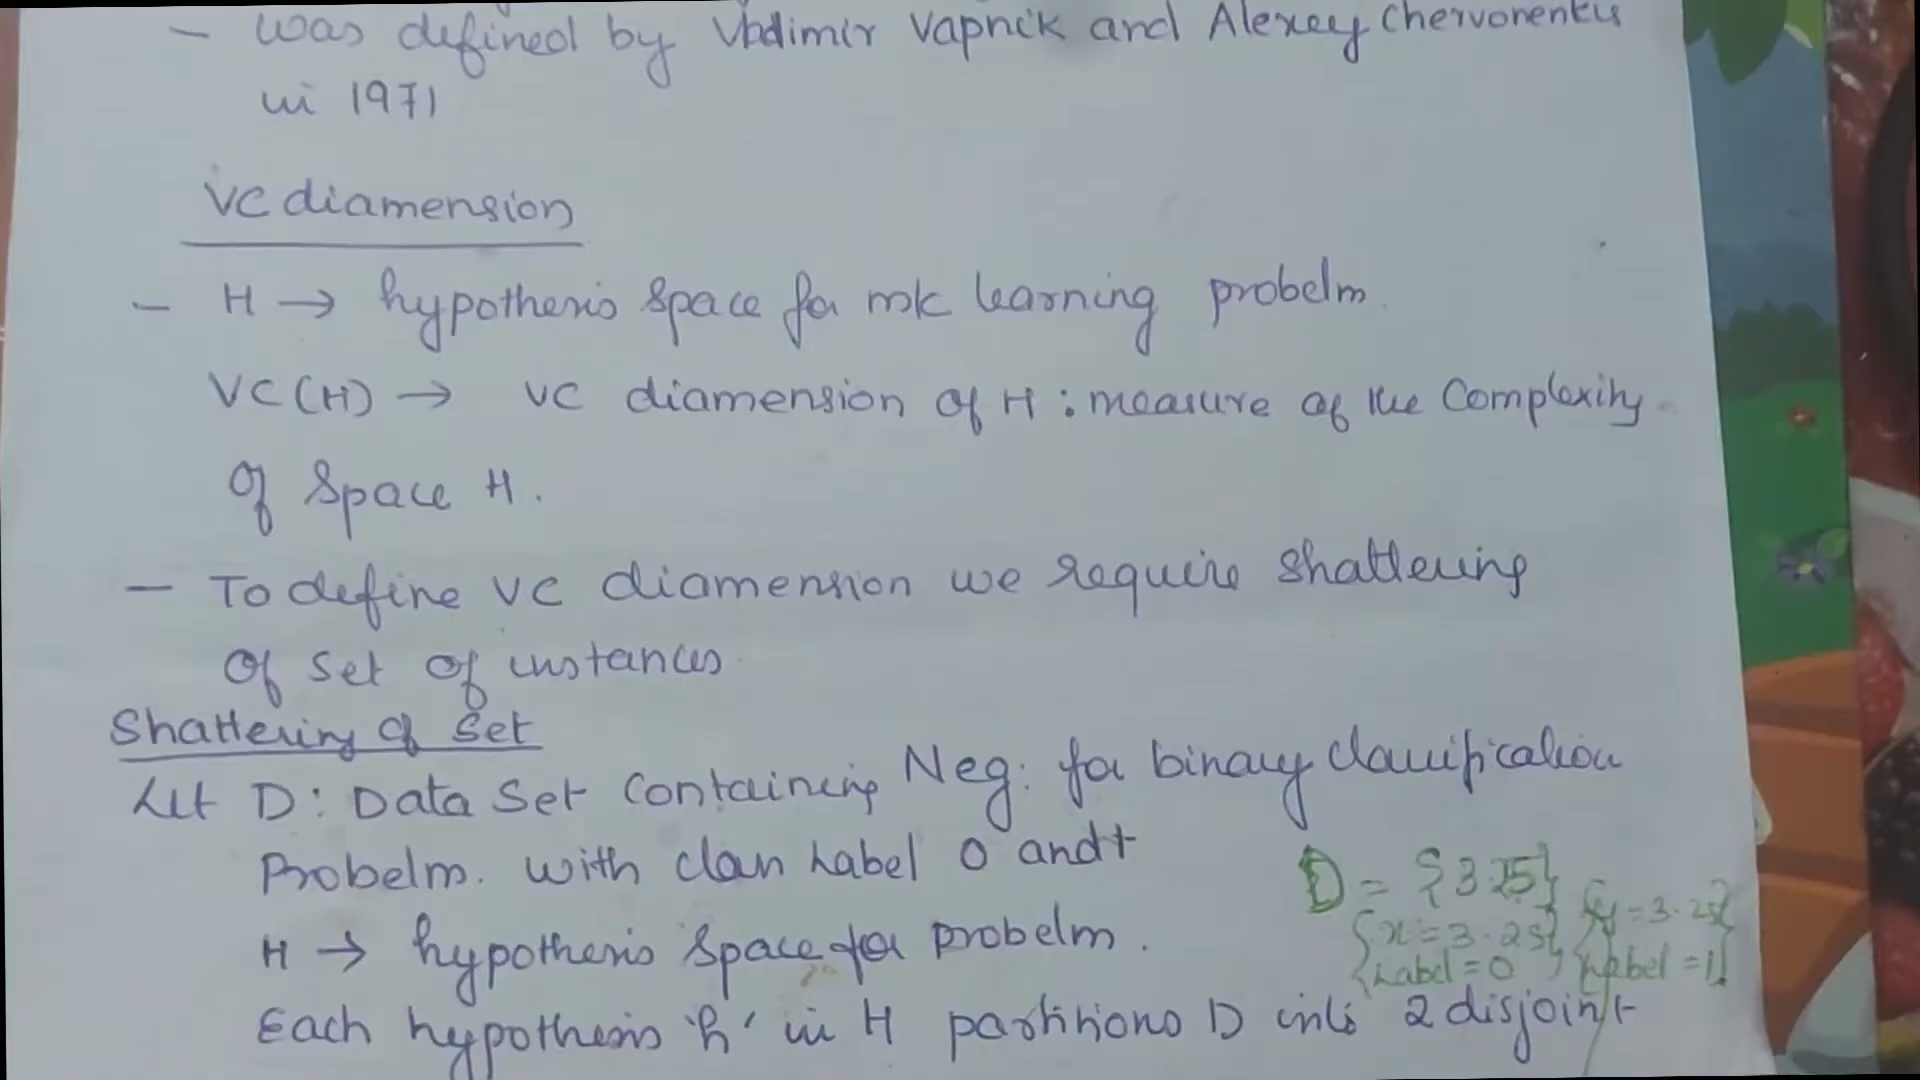 - was defined by Vladimir Vapnik and Alexey Chervonenkis
in 1971
VC diamension
- H → hypothesis space for m/c learning probelm.
VC (H) → VC diamension of H : measure of the Complexity
Of Space H.
- To define VC diamension we require Shattering
Of Set of instances
Shattering of Set
Let D: Data Set Containing N eg: for binary classification
Probelm. with class Label 0 and 1
D = {3.25}
{x = 3.25 {y = 3.25
Label = 0} Label = 1}
H → hypothesis Space for probelm.
Each hypothesis 'h' in H partitions D into 2 disjoint